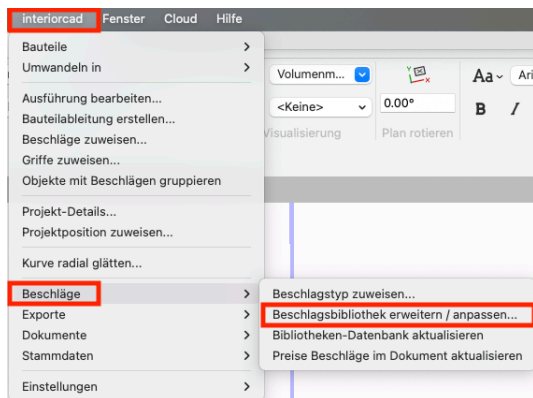 interiorcad Fenster Cloud Hilfe
Bauteile
Umwandeln in
Volumenm...
Aa
Ari
Ausführung bearbeiten...
<Keine>
0.00°
B I
Bauteilableitung erstellen...
Beschläge zuweisen...
Visualisierung
Plan rotieren
Griffe zuweisen...
Objekte mit Beschlägen gruppieren
Projekt-Details...
Projektposition zuweisen...
Kurve radial glätten...
Beschläge
Beschlagstyp zuweisen...
Exporte
Beschlagsbibliothek erweitern / anpassen...
Dokumente
Bibliotheken-Datenbank aktualisieren
Stammdaten
Preise Beschläge im Dokument aktualisieren
Einstellungen